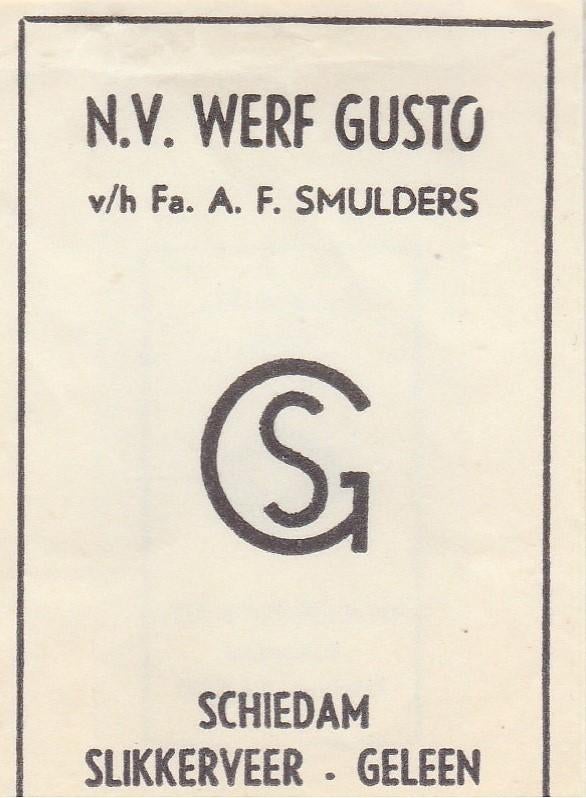 N.V. WERF GUSTO
v/h Fa. A. F. SMULDERS
GS
SCHIEDAM
SLIKKERVEER . GELEEN